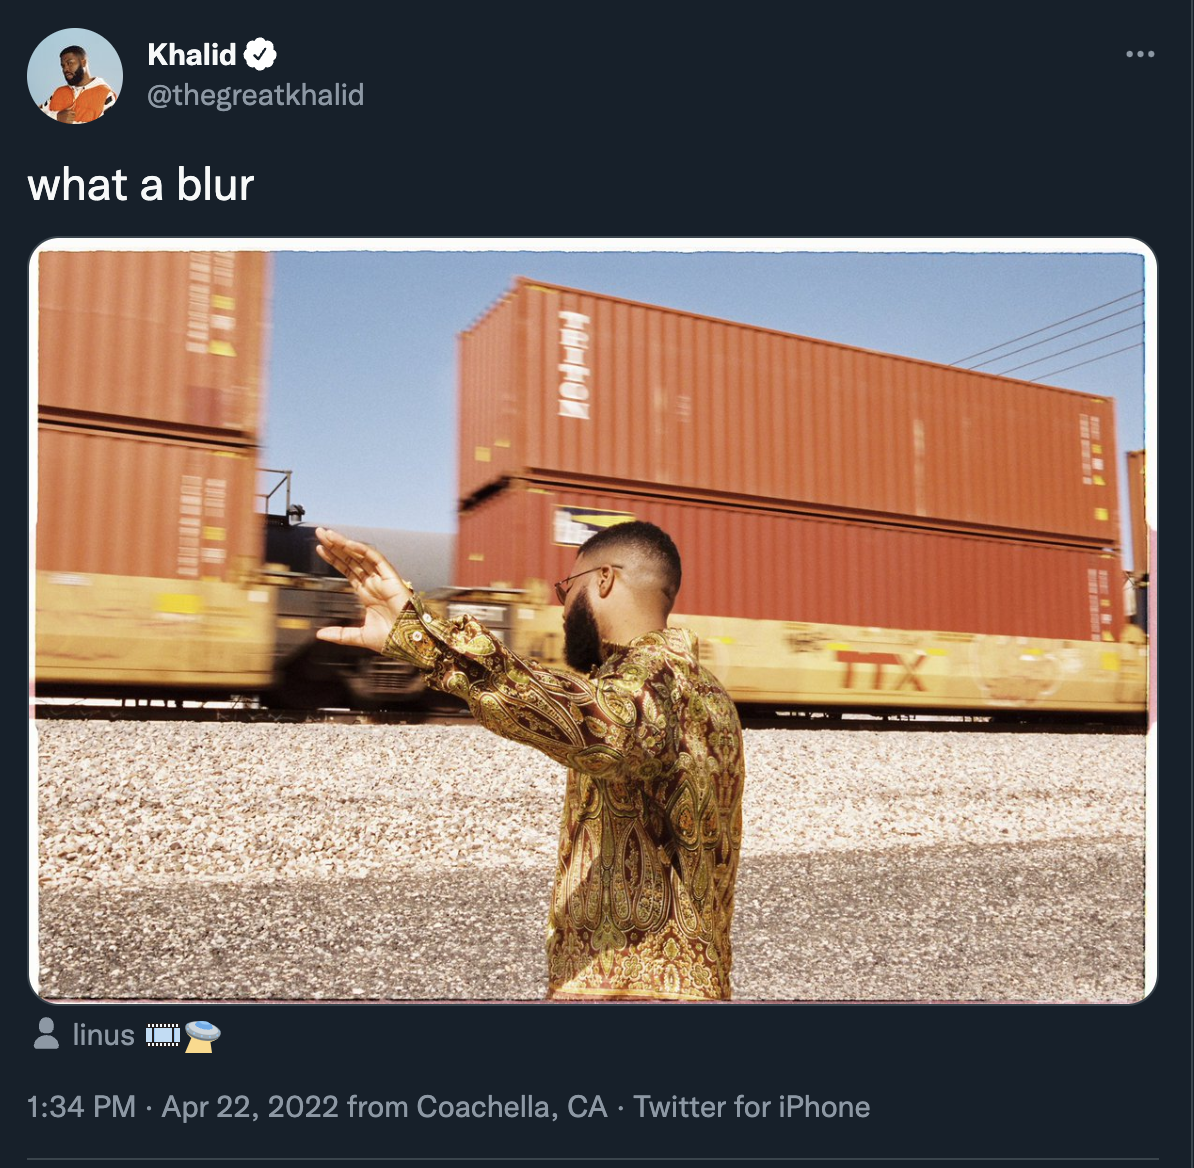 Khalid
@thegreatkhalid
what a blur
TRITON
TTX
linus
1:34 PM · Apr 22, 2022 from Coachella, CA · Twitter for iPhone